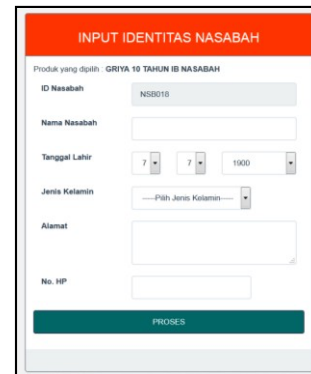 INPUT IDENTITAS NASABAH
Produk yang dipilih : GRIYA 10 TAHUN IB NASABAH
ID Nasabah
NSB018
Nama Nasabah
Tanggal Lahir
7 7 1900
Jenis Kelamin
-----Pilih Jenis Kelamin-----
Alamat
No. HP
PROSES